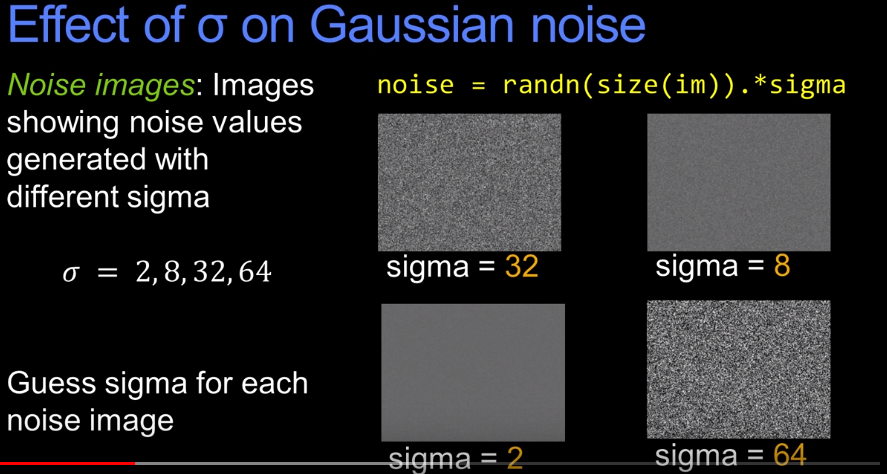 Effect of σ on Gaussian noise
Noise images: Images
showing noise values
generated with
different sigma
σ = 2, 8, 32, 64
Guess sigma for each
noise image
noise = randn(size(im)).*sigma
sigma = 32
sigma = 8
sigma = 2
sigma = 64